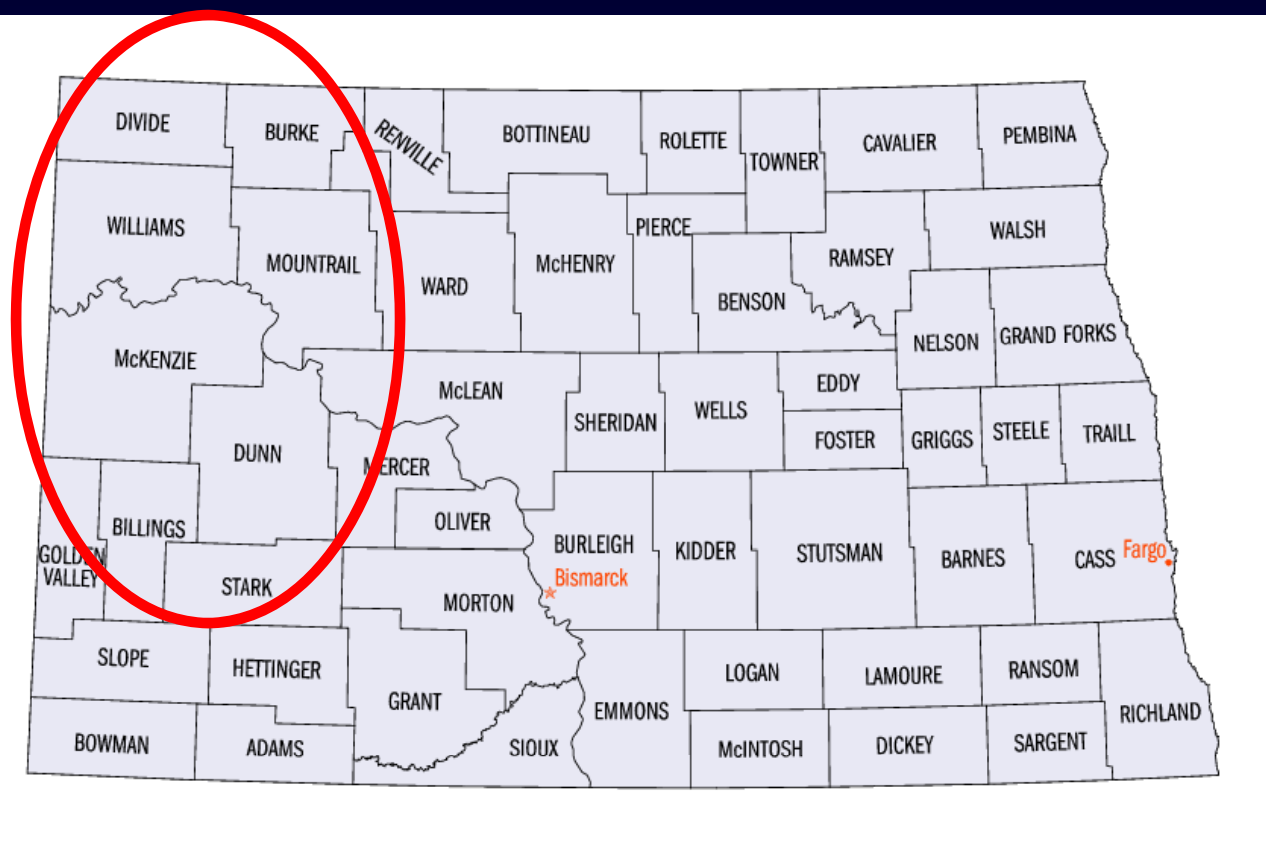 DIVIDE
BURKE
RENVILLE
BOTTINEAU
ROLETTE
TOWNER
CAVALIER
PEMBINA
WILLIAMS
MOUNTRAIL
WARD
McHENRY
PIERCE
BENSON
RAMSEY
WALSH
NELSON
GRAND FORKS
McKENZIE
DUNN
McLEAN
MERCER
OLIVER
SHERIDAN
WELLS
EDDY
FOSTER
GRIGGS
STEELE
TRAILL
GOLDEN
VALLEY
BILLINGS
STARK
MORTON
BURLEIGH
Bismarck
KIDDER
STUTSMAN
BARNES
CASS
Fargo
SLOPE
HETTINGER
GRANT
EMMONS
LOGAN
LAMOURE
RANSOM
RICHLAND
BOWMAN
ADAMS
SIOUX
McINTOSH
DICKEY
SARGENT